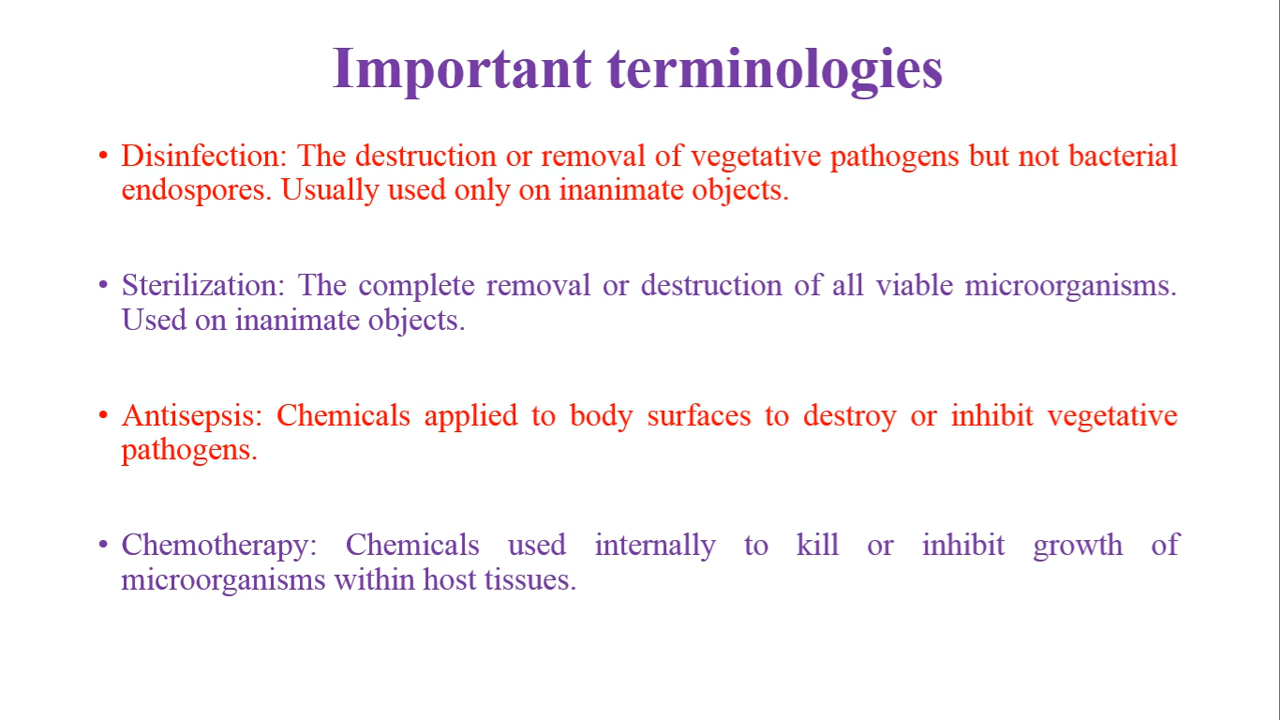 Important terminologies
• Disinfection: The destruction or removal of vegetative pathogens but not bacterial
endospores. Usually used only on inanimate objects.
• Sterilization: The complete removal or destruction of all viable microorganisms.
Used on inanimate objects.
• Antisepsis: Chemicals applied to body surfaces to destroy or inhibit vegetative
pathogens.
• Chemotherapy: Chemicals used internally to kill or inhibit growth of
microorganisms within host tissues.